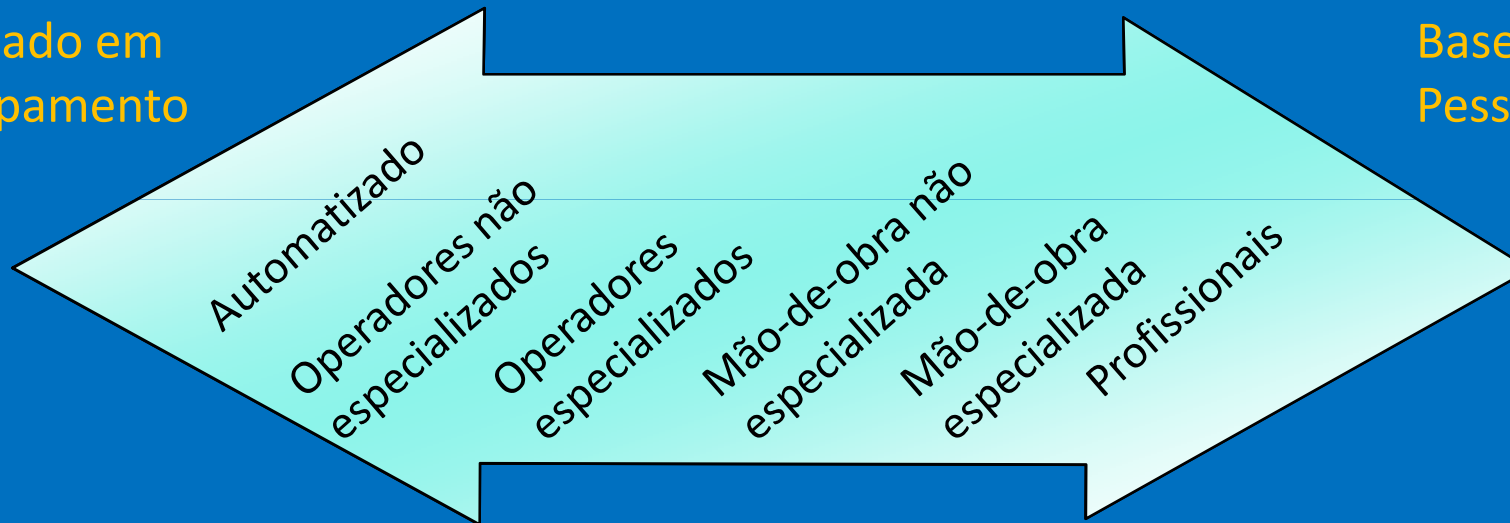 ado em
pamento
Base
Pess
Automatizado
Operadores não
especializados
Operadores
especializados
Mão-de-obra não
especializada
Mão-de-obra
especializada
Profissionais